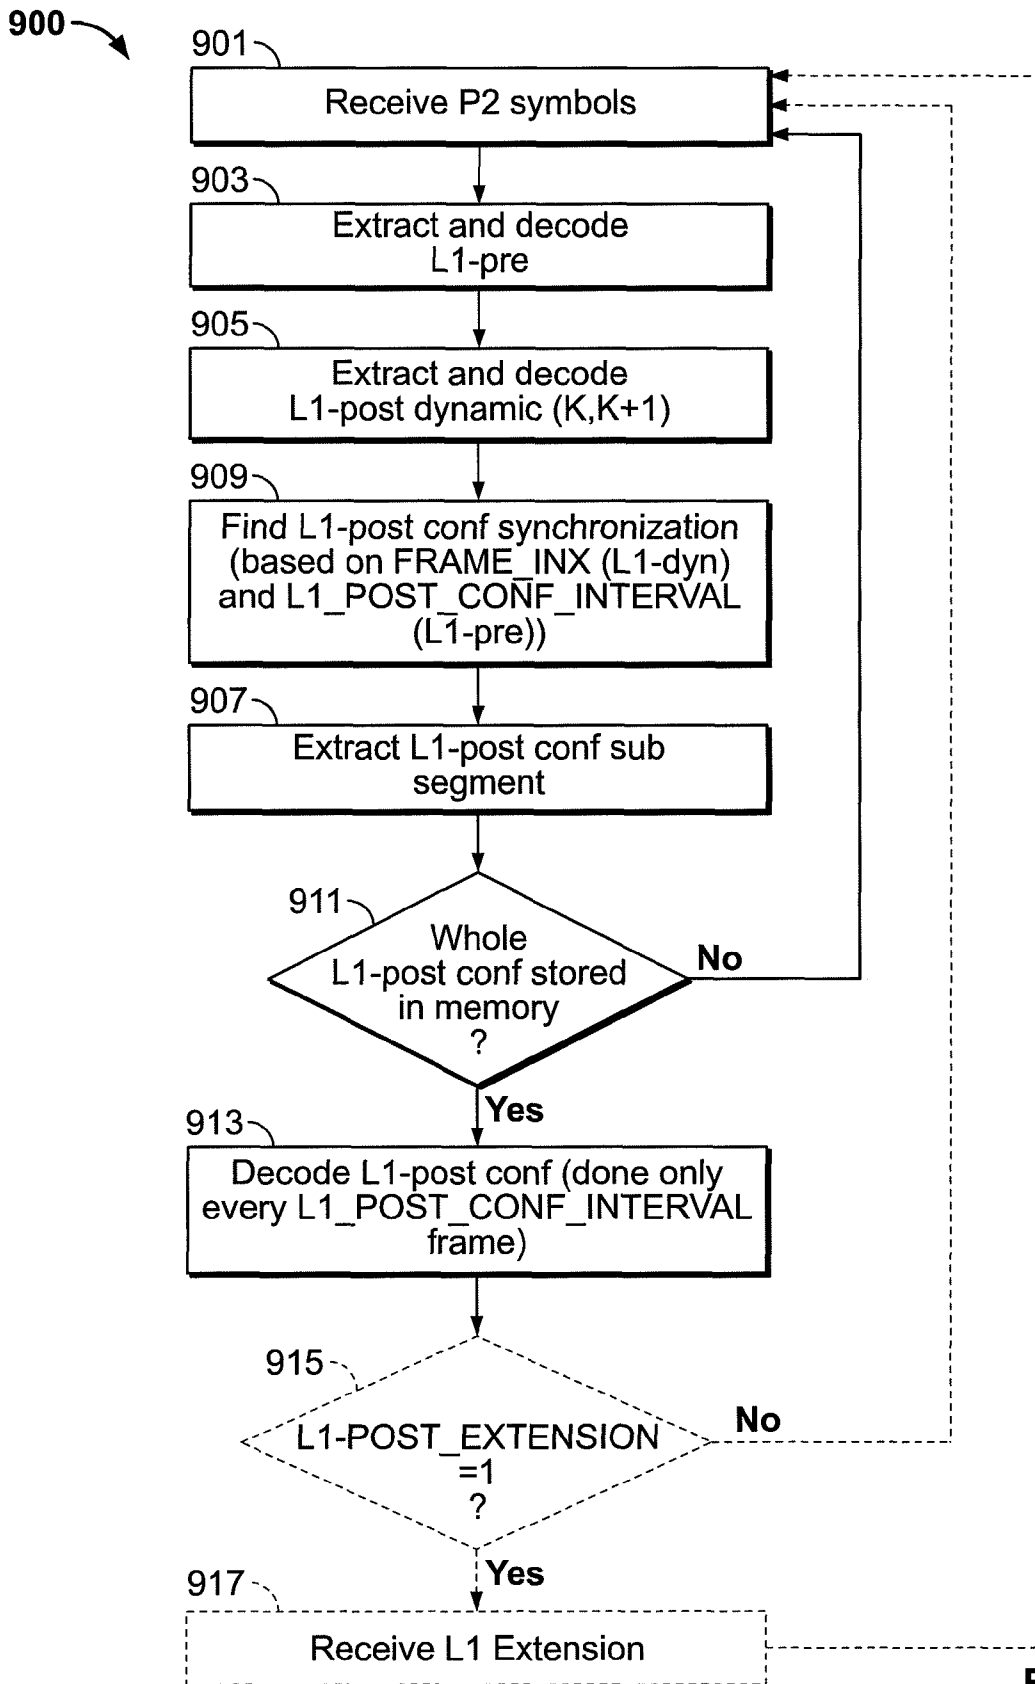 900
901
Receive P2 symbols
903
Extract and decode
L1-pre
905
Extract and decode
L1-post dynamic (K,K+1)
909
Find L1-post conf synchronization
(based on FRAME_INX (L1-dyn)
and L1_POST_CONF_INTERVAL
(L1-pre))
907
Extract L1-post conf sub
segment
911
Whole
L1-post conf stored
in memory
?
No
Yes
913
Decode L1-post conf (done only
every L1_POST_CONF_INTERVAL
frame)
915
L1-POST_EXTENSION
=1
?
No
Yes
917
Receive L1 Extension